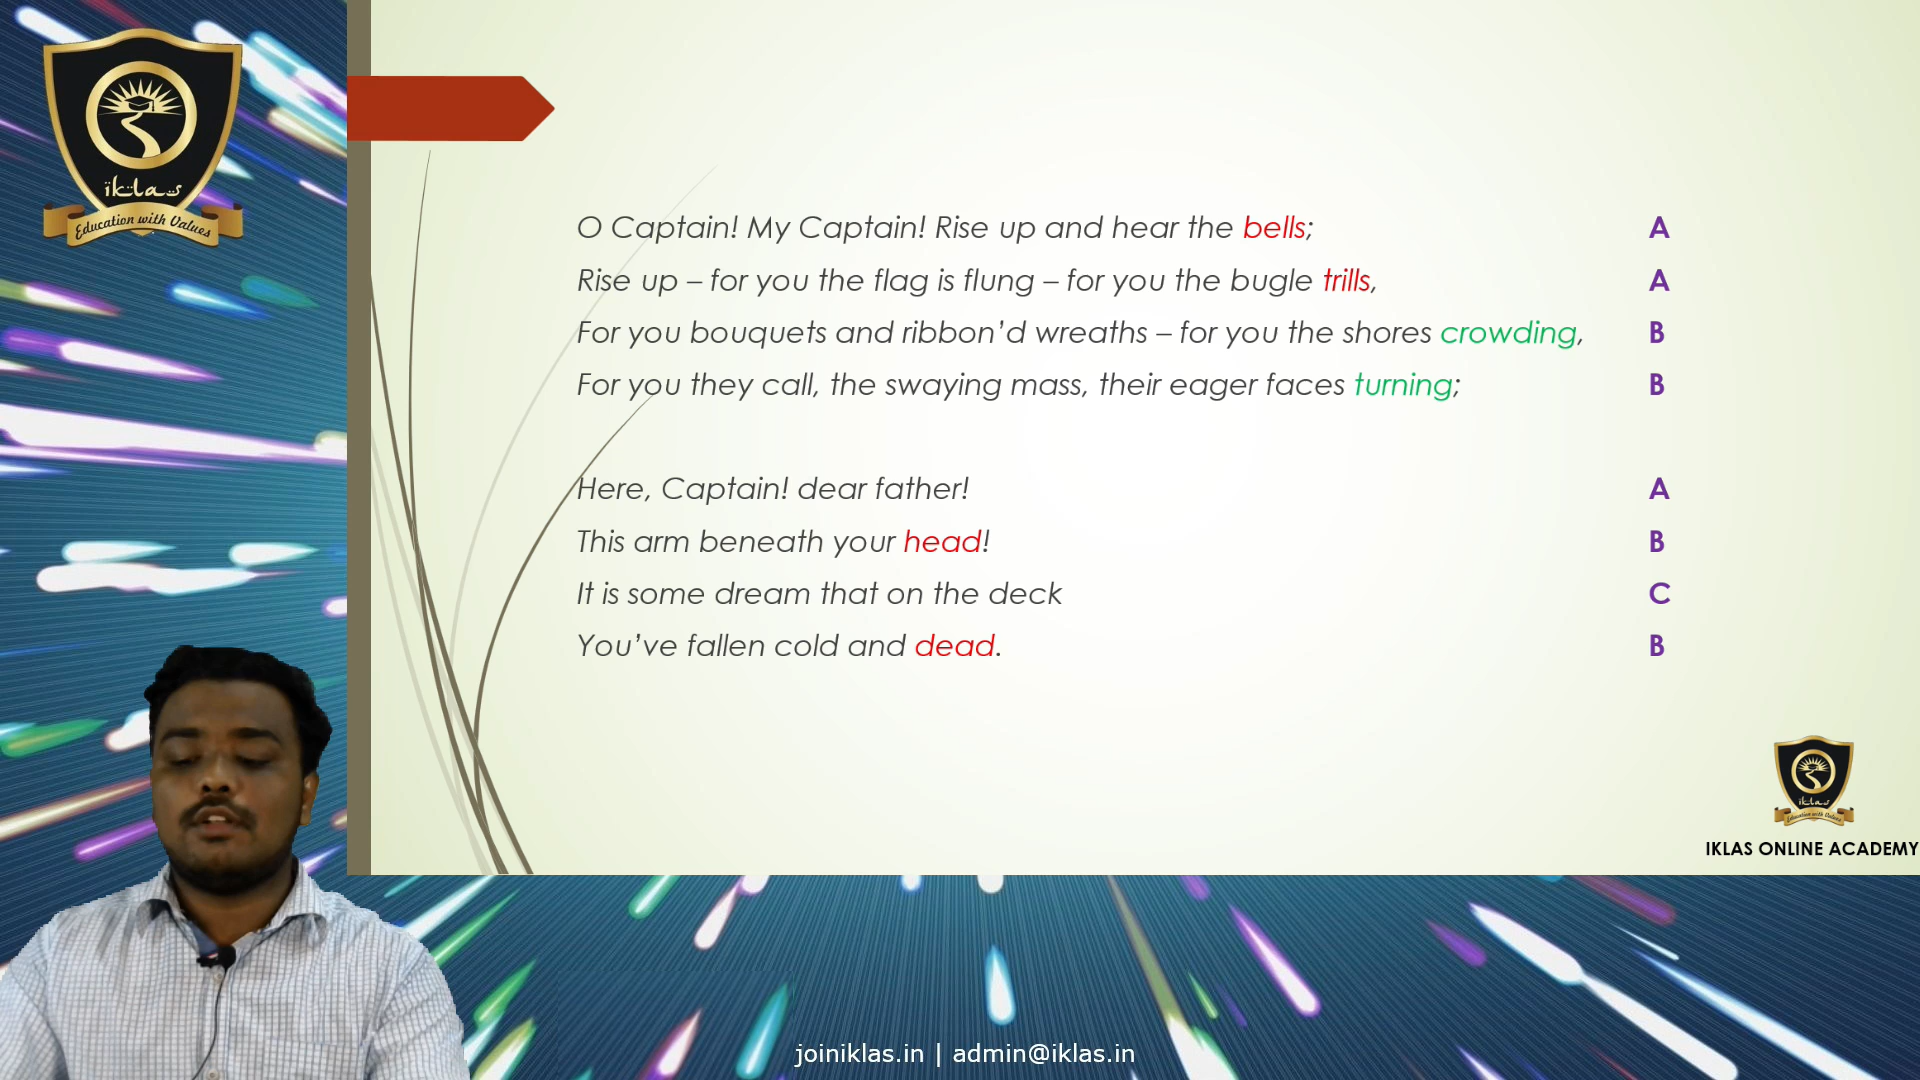 iklas
Education with Values
O Captain! My Captain! Rise up and hear the bells; A
Rise up – for you the flag is flung – for you the bugle trills, A
For you bouquets and ribbon’d wreaths – for you the shores crowding, B
For you they call, the swaying mass, their eager faces turning; B
Here, Captain! dear father! A
This arm beneath your head! B
It is some dream that on the deck C
You’ve fallen cold and dead. B
iklas
Education with Values
IKLAS ONLINE ACADEMY
joiniklas.in | admin@iklas.in